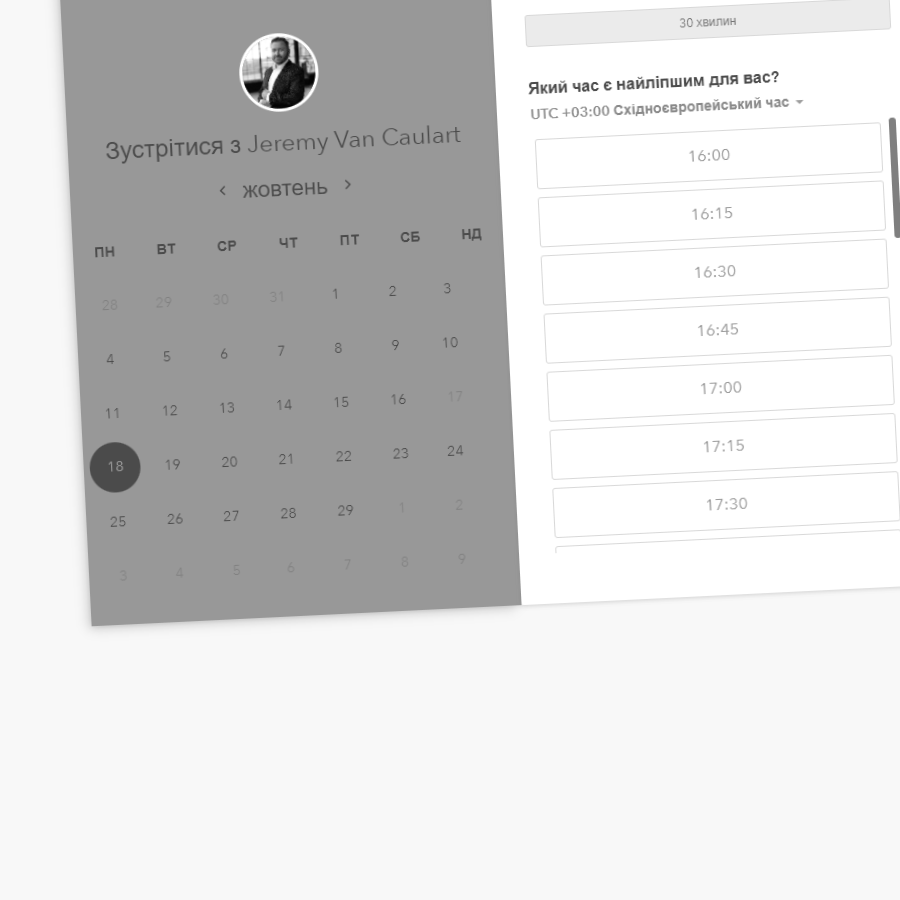 Зустрітися з Jeremy Van Caulart
‹ жовтень ›
ПН ВТ СР ЧТ ПТ СБ НД
28 29 30 31 1 2 3
4 5 6 7 8 9 10
11 12 13 14 15 16 17
18 19 20 21 22 23 24
25 26 27 28 29 1 2
3 4 5 6 7 8 9
30 хвилин
Який час є найліпшим для вас?
UTC +03:00 Східноєвропейський час
16:00
16:15
16:30
16:45
17:00
17:15
17:30